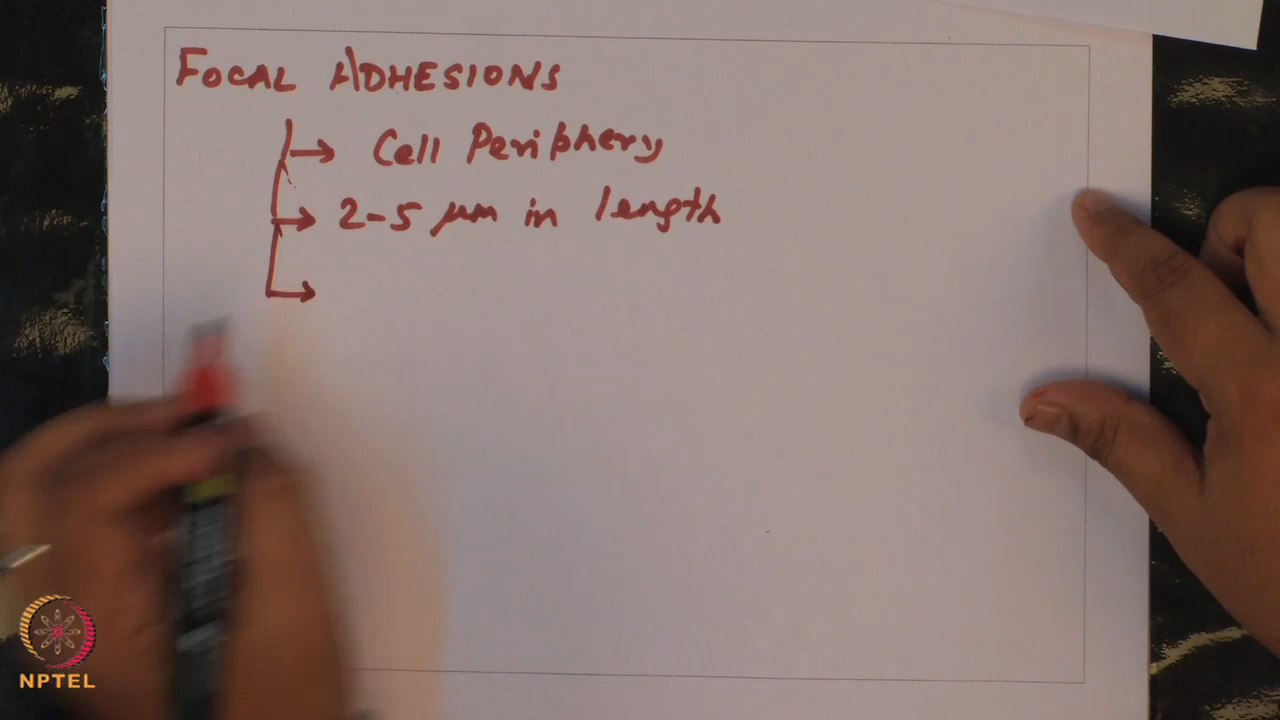 FOCAL ADHESIONS
→ Cell Periphery
→ 2-5 μm in length
→
NPTEL